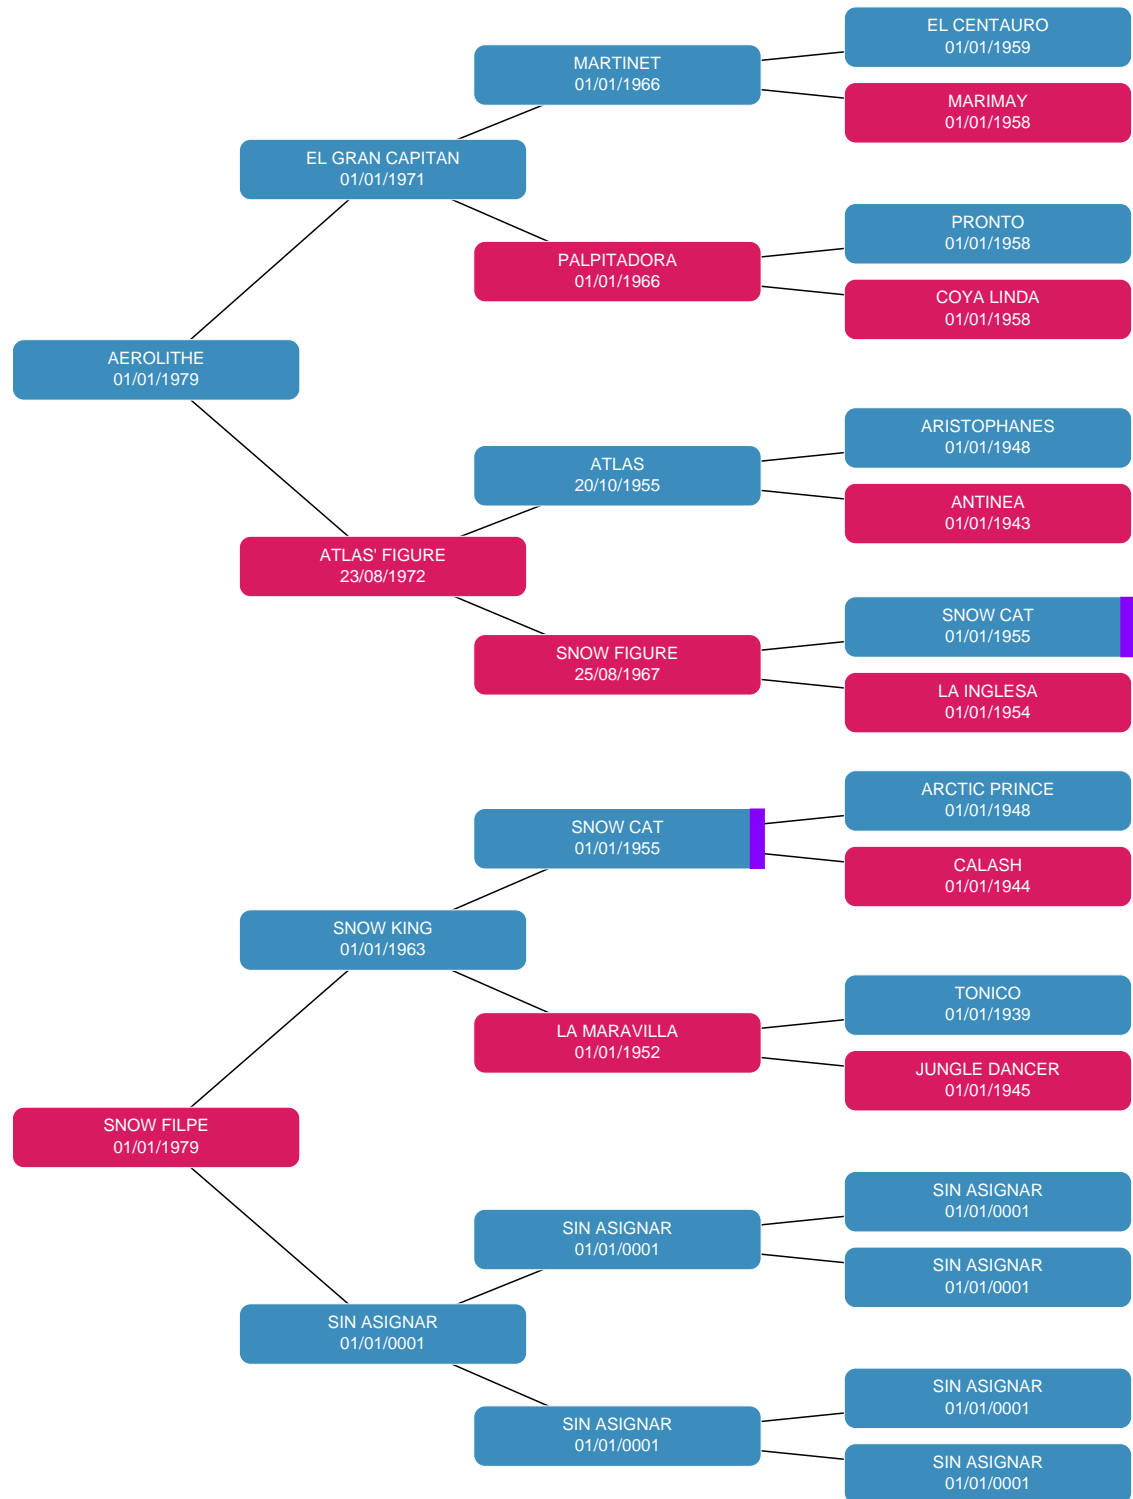 EL CENTAURO
01/01/1959
MARTINET
01/01/1966
MARIMAY
01/01/1958
EL GRAN CAPITAN
01/01/1971
PRONTO
01/01/1958
PALPITADORA
01/01/1966
COYA LINDA
01/01/1958
AEROLITHE
01/01/1979
ARISTOPHANES
01/01/1948
ATLAS
20/10/1955
ANTINEA
01/01/1943
ATLAS' FIGURE
23/08/1972
SNOW CAT
01/01/1955
SNOW FIGURE
25/08/1967
LA INGLESA
01/01/1954
ARCTIC PRINCE
01/01/1948
SNOW CAT
01/01/1955
CALASH
01/01/1944
SNOW KING
01/01/1963
TONICO
01/01/1939
LA MARAVILLA
01/01/1952
JUNGLE DANCER
01/01/1945
SNOW FILPE
01/01/1979
SIN ASIGNAR
01/01/0001
SIN ASIGNAR
01/01/0001
SIN ASIGNAR
01/01/0001
SIN ASIGNAR
01/01/0001
SIN ASIGNAR
01/01/0001
SIN ASIGNAR
01/01/0001
SIN ASIGNAR
01/01/0001